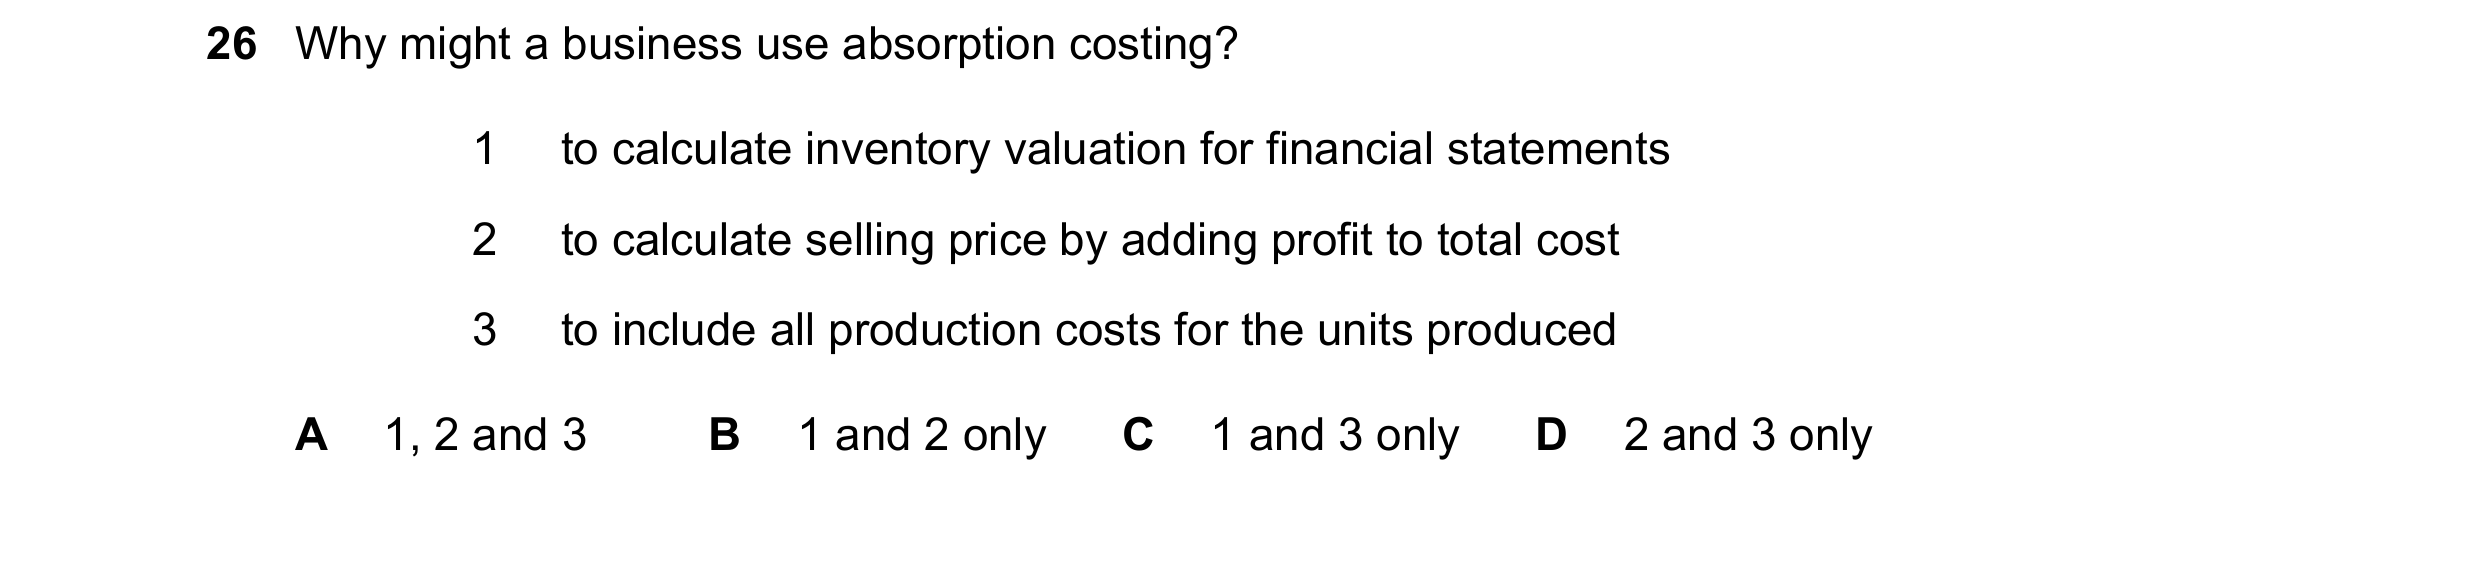 26 Why might a business use absorption costing?
1 to calculate inventory valuation for financial statements
2 to calculate selling price by adding profit to total cost
3 to include all production costs for the units produced
A 1, 2 and 3 B 1 and 2 only C 1 and 3 only D 2 and 3 only